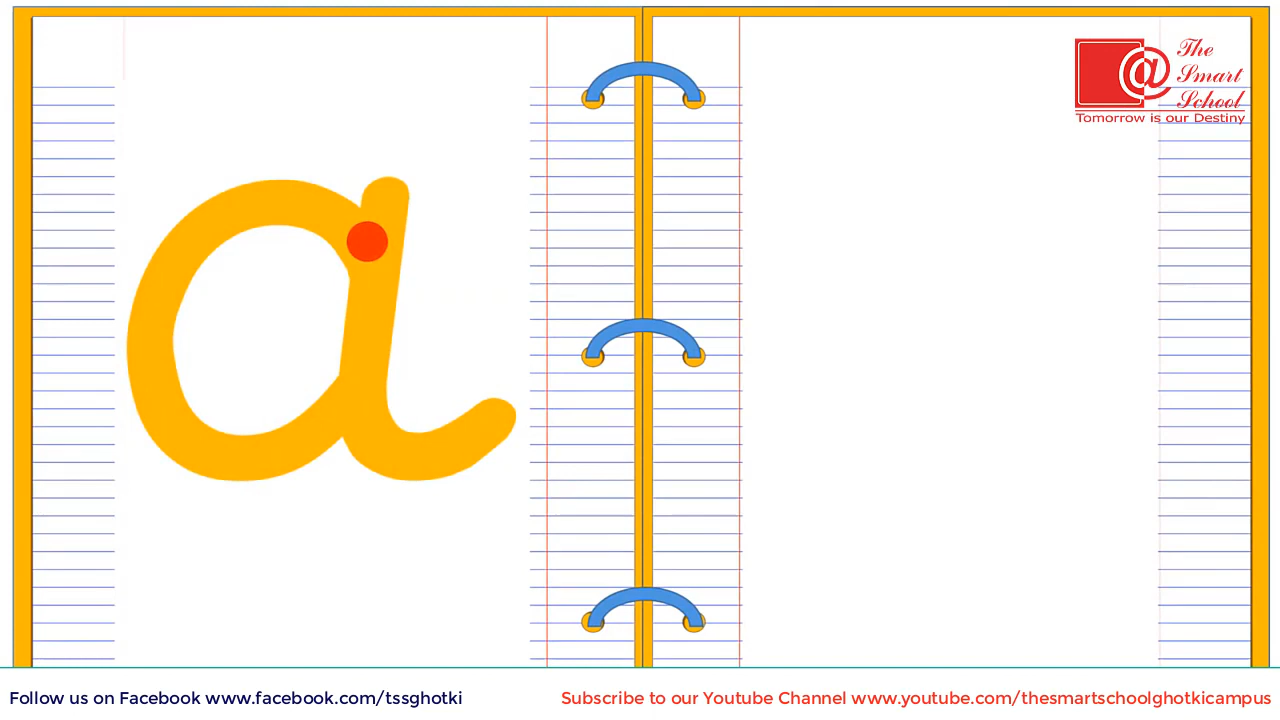 The
Smart
School
Tomorrow is our Destiny
a
Follow us on Facebook www.facebook.com/tssghotki
Subscribe to our Youtube Channel www.youtube.com/thesmartschoolghotkicampus